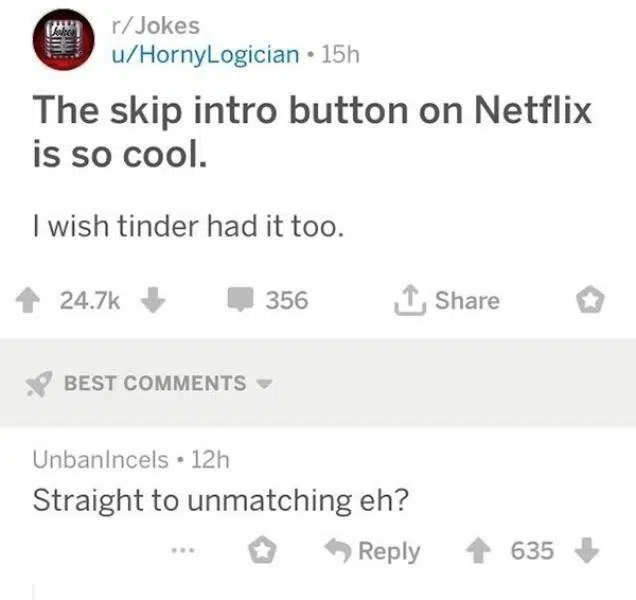 r/Jokes
u/HornyLogician • 15h
The skip intro button on Netflix
is so cool.
I wish tinder had it too.
24.7k 356 Share
BEST COMMENTS
UnbanIncels • 12h
Straight to unmatching eh?
... Reply 635